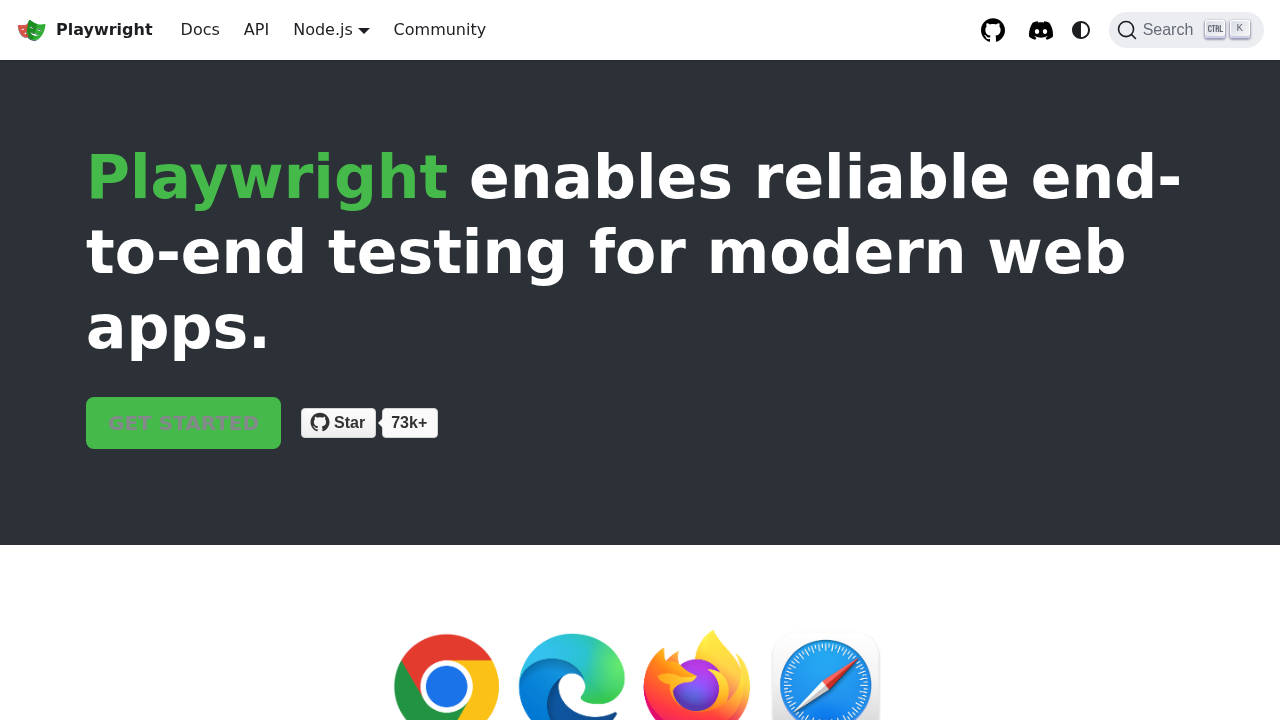 Playwright Docs API Node.js Community Search CTRL K
Playwright enables reliable end-
to-end testing for modern web
apps.
GET STARTED Star 73k+